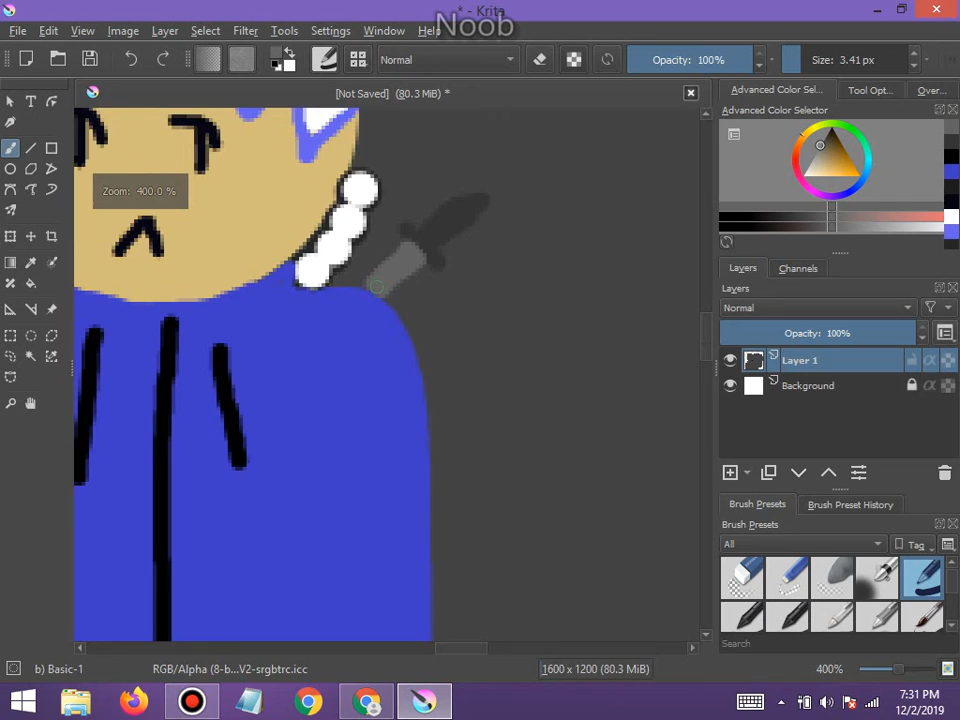 * - Krita
Noob
File Edit View Image Layer Select Filter Tools Settings Window Help
Normal Opacity: 100% Size: 3.41 px
[Not Saved] (80.3 MiB) *
Advanced Color Sel... Tool Opt... Over...
Advanced Color Selector
Zoom: 400.0 %
Layers Channels
Layers
Normal
Opacity: 100%
Layer 1
Background
Brush Presets Brush Preset History
Brush Presets
All Tag
Search
b) Basic-1 RGB/Alpha (8-b...V2-srgbtrc.icc 1600 x 1200 (80.3 MiB) 400%
7:31 PM
12/2/2019